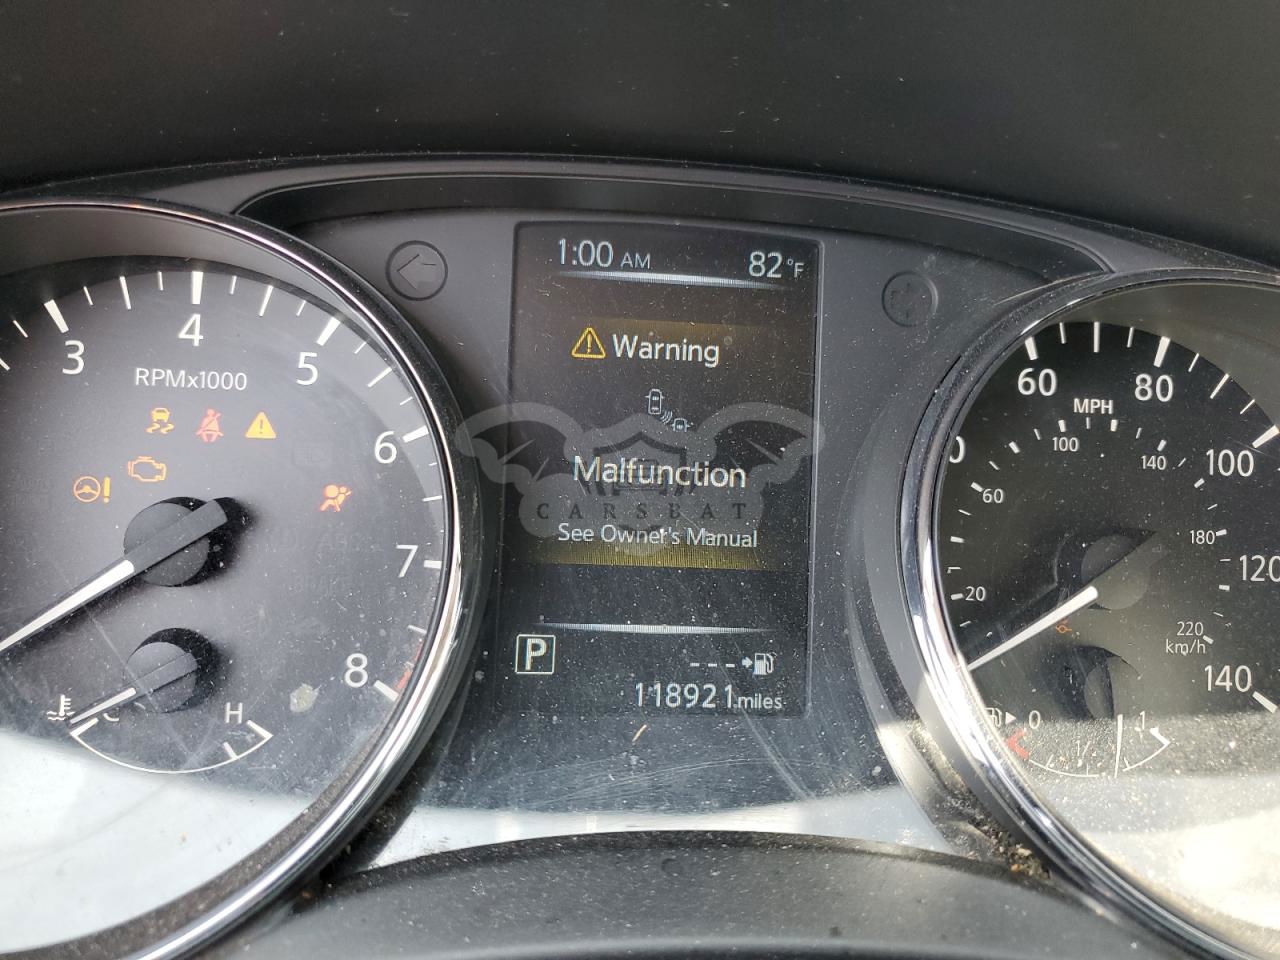 1:00 AM 82°F
Warning
Malfunction
CARSEAT
See Owner's Manual
P
---
118921 miles
3 4 5 6 7 8
RPMx1000
C H
60 80 100 120 140
MPH
20 60 100 140 180 220
km/h
0 1